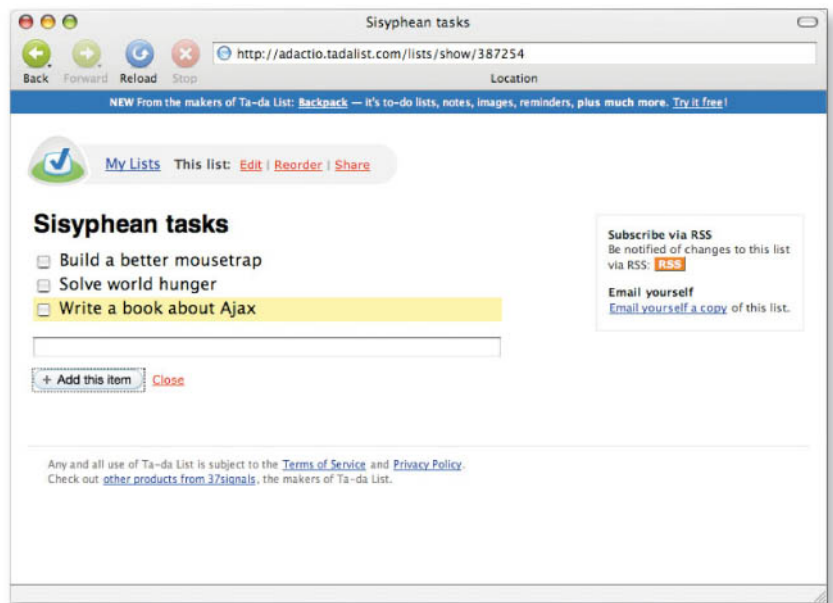 Sisyphean tasks
http://adactio.tadalist.com/lists/show/387254
Back Forward Reload Stop Location
NEW From the makers of Ta-da List: Backpack — it's to-do lists, notes, images, reminders, plus much more. Try it free!
My Lists This list: Edit | Reorder | Share
Sisyphean tasks
Build a better mousetrap
Solve world hunger
Write a book about Ajax
+ Add this item Close
Subscribe via RSS
Be notified of changes to this list
via RSS: RSS
Email yourself
Email yourself a copy of this list.
Any and all use of Ta-da List is subject to the Terms of Service and Privacy Policy.
Check out other products from 37signals, the makers of Ta-da List.